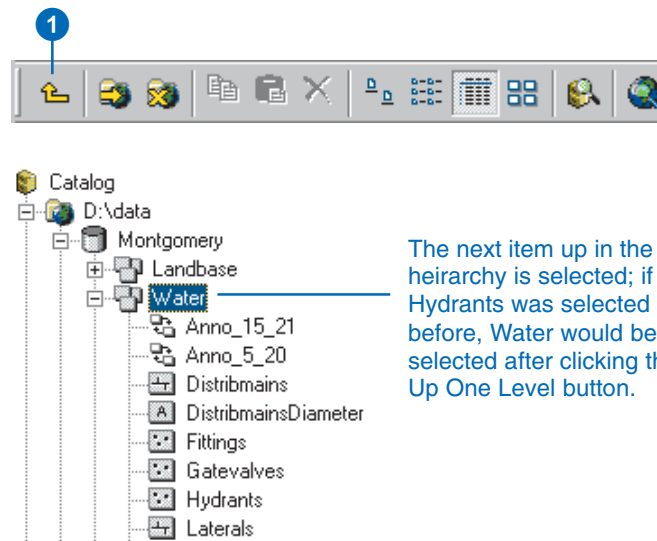 1
Catalog
D:\data
Montgomery
Landbase
Water
Anno_15_21
Anno_5_20
Distribmains
DistribmainsDiameter
Fittings
Gatevalves
Hydrants
Laterals
The next item up in the
heirarchy is selected; if
Hydrants was selected
before, Water would be
selected after clicking th
Up One Level button.